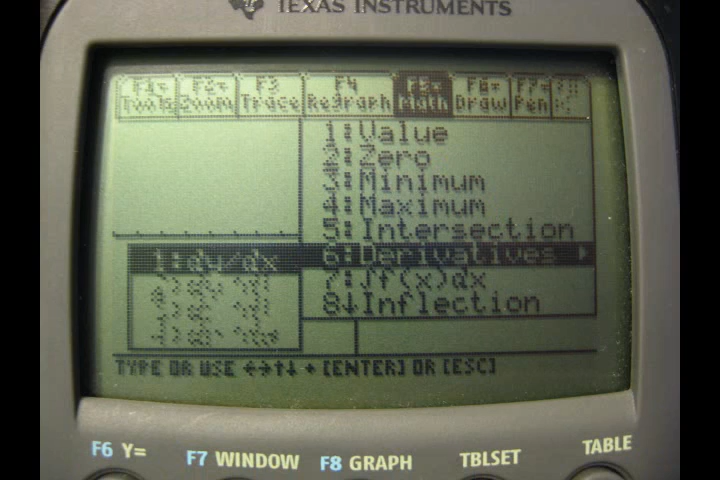 TEXAS INSTRUMENTS
F1 F2 F3 F4 F5 F6 F7
Tools Zoom Trace Regraph Math Draw Pen
1:Value
2:Zero
3:Minimum
4:Maximum
5:Intersection
6:Derivatives ▸
7:∫f(x)dx
8↓Inflection
1:dy/dx
TYPE OR USE ←→↑↓ + [ENTER] OR [ESC]
F6 Y= F7 WINDOW F8 GRAPH TBLSET TABLE